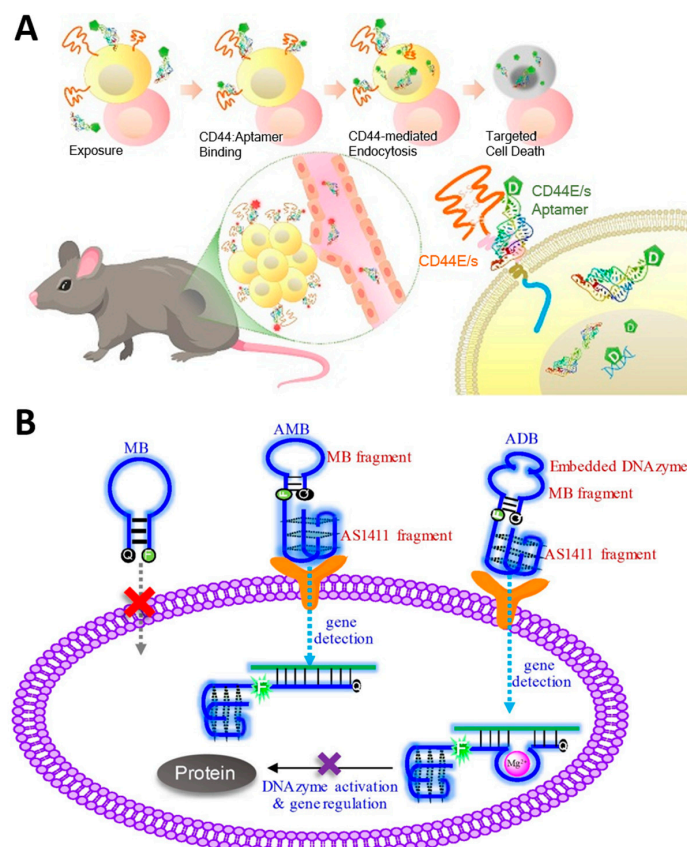 A
Exposure
CD44:Aptamer
Binding
CD44-mediated
Endocytosis
Targeted
Cell Death
D
CD44E/s
Aptamer
CD44E/s
D
D
D
B
MB
Q
F
AMB
MB fragment
F
Q
AS1411 fragment
ADB
Embedded DNAzyme
MB fragment
F
Q
AS1411 fragment
gene
detection
gene
detection
F
Q
F
Q
Mg²⁺
Protein
DNAzyme activation
& gene regulation